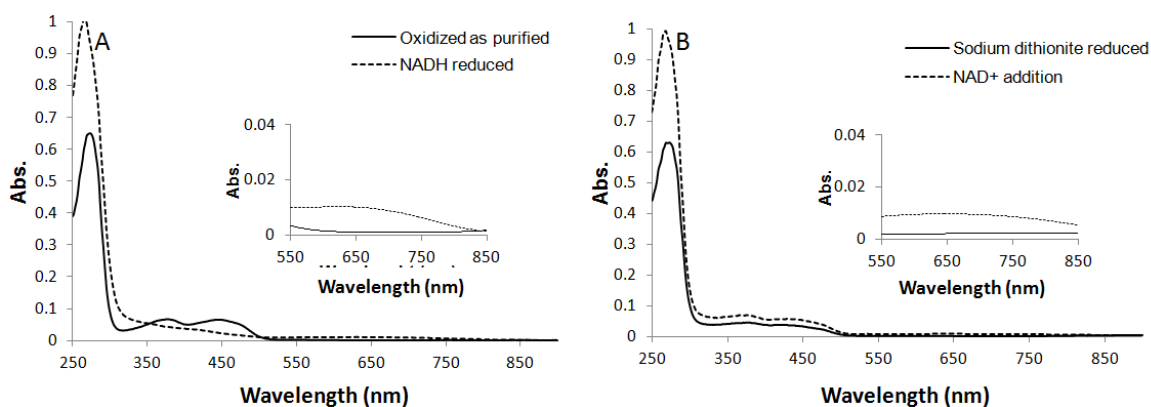 A
Oxidized as purified
NADH reduced
Abs.
1
0.9
0.8
0.7
0.6
0.5
0.4
0.3
0.2
0.1
0
250 350 450 550 650 750 850
Wavelength (nm)
Abs.
0.04
0.02
0
550 650 750 850
Wavelength (nm)
B
Sodium dithionite reduced
NAD+ addition
Abs.
1
0.9
0.8
0.7
0.6
0.5
0.4
0.3
0.2
0.1
0
250 350 450 550 650 750 850
Wavelength (nm)
Abs.
0.04
0.02
0
550 650 750 850
Wavelength (nm)